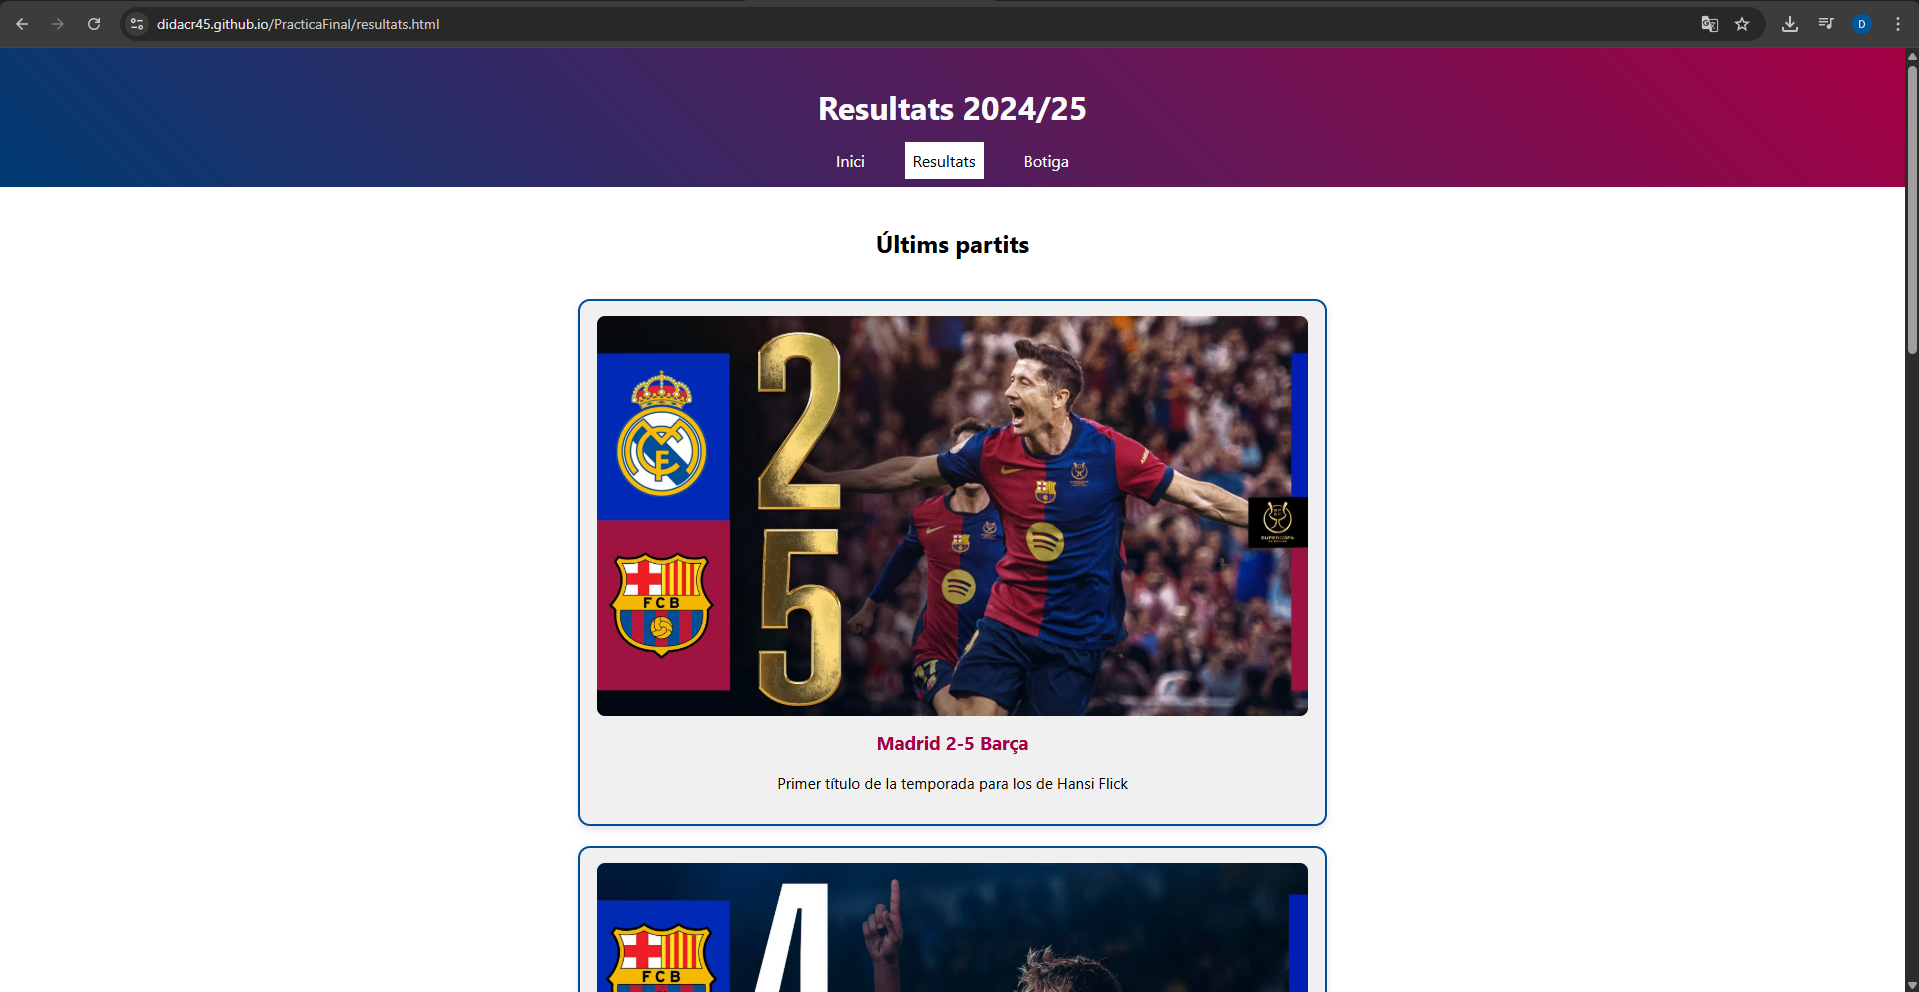 didacr45.github.io/PracticaFinal/resultats.html
D
Resultats 2024/25
Inici
Resultats
Botiga
Últims partits
2
5
FCB
SUPERCOPA
17
Madrid 2-5 Barça
Primer título de la temporada para los de Hansi Flick
4
FCB